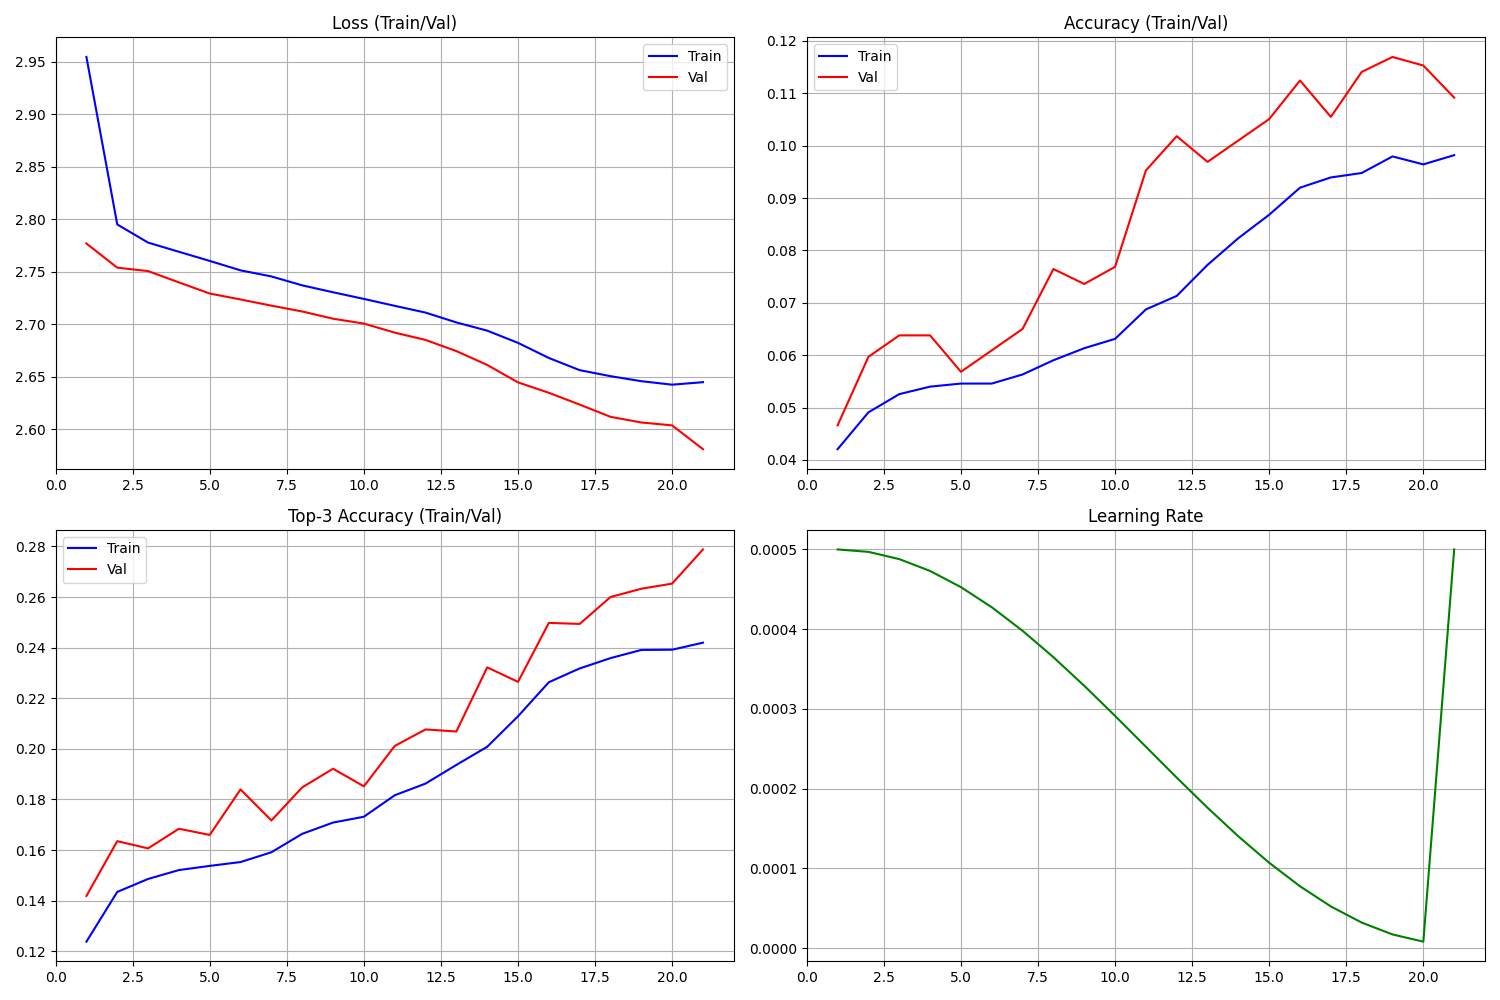 Loss (Train/Val)
Train
Val
2.95
2.90
2.85
2.80
2.75
2.70
2.65
2.60
0.0 2.5 5.0 7.5 10.0 12.5 15.0 17.5 20.0
Accuracy (Train/Val)
Train
Val
0.12
0.11
0.10
0.09
0.08
0.07
0.06
0.05
0.04
0.0 2.5 5.0 7.5 10.0 12.5 15.0 17.5 20.0
Top-3 Accuracy (Train/Val)
Train
Val
0.28
0.26
0.24
0.22
0.20
0.18
0.16
0.14
0.12
0.0 2.5 5.0 7.5 10.0 12.5 15.0 17.5 20.0
Learning Rate
0.0005
0.0004
0.0003
0.0002
0.0001
0.0000
0.0 2.5 5.0 7.5 10.0 12.5 15.0 17.5 20.0